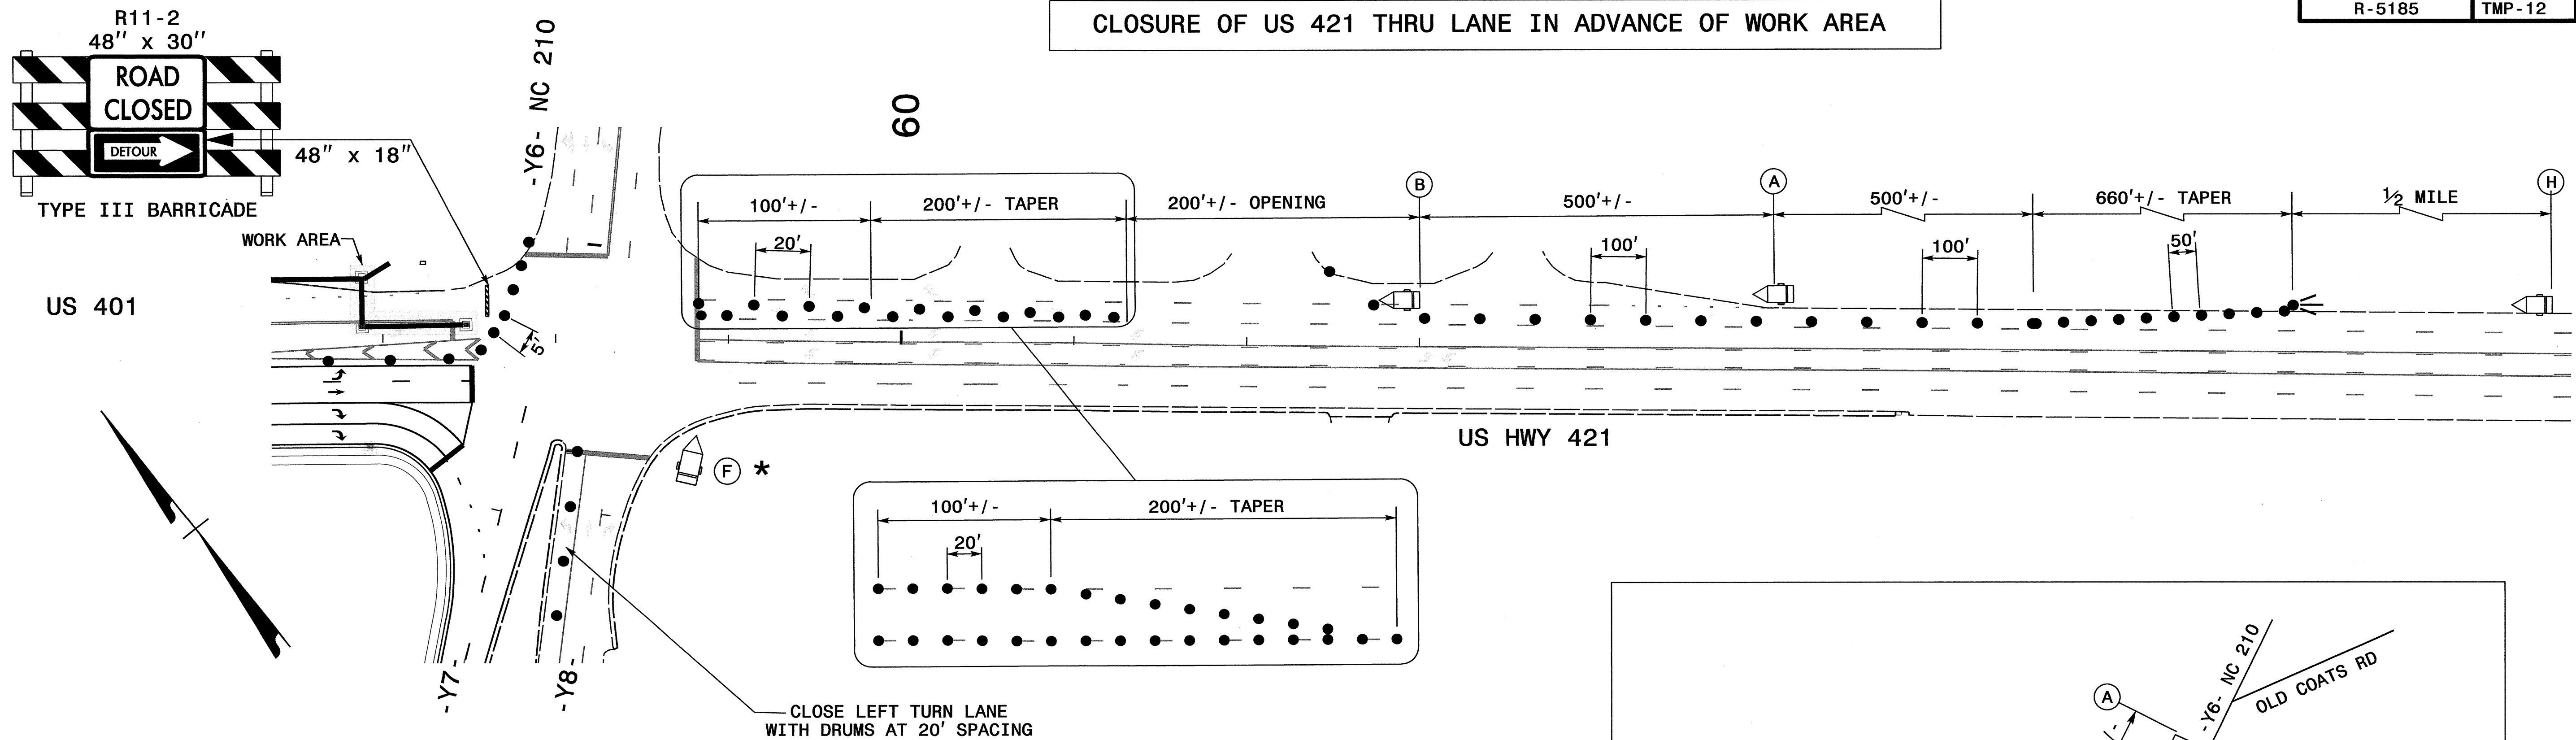 CLOSURE OF US 421 THRU LANE IN ADVANCE OF WORK AREA
R-5185
TMP-12
R11-2
48" x 30"
ROAD
CLOSED
DETOUR
48" x 18"
TYPE III BARRICADE
WORK AREA
US 401
-Y6- NC 210
60
100'+/-
200'+/- TAPER
200'+/- OPENING
B
500'+/-
A
500'+/-
660'+/- TAPER
½ MILE
H
20'
100'
100'
50'
5'
US HWY 421
F *
100'+/-
200'+/- TAPER
20'
-Y7-
-Y8-
CLOSE LEFT TURN LANE
WITH DRUMS AT 20' SPACING
A
-Y6- NC 210
OLD COATS RD